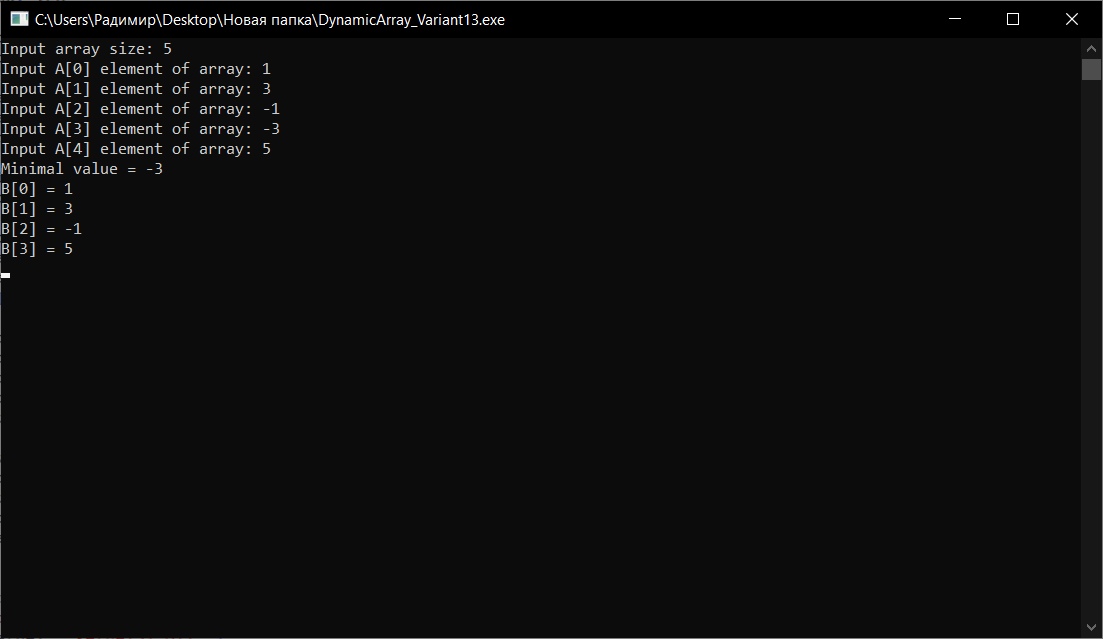 C:\Users\Радимир\Desktop\Новая папка\DynamicArray_Variant13.exe
Input array size: 5
Input A[0] element of array: 1
Input A[1] element of array: 3
Input A[2] element of array: -1
Input A[3] element of array: -3
Input A[4] element of array: 5
Minimal value = -3
B[0] = 1
B[1] = 3
B[2] = -1
B[3] = 5